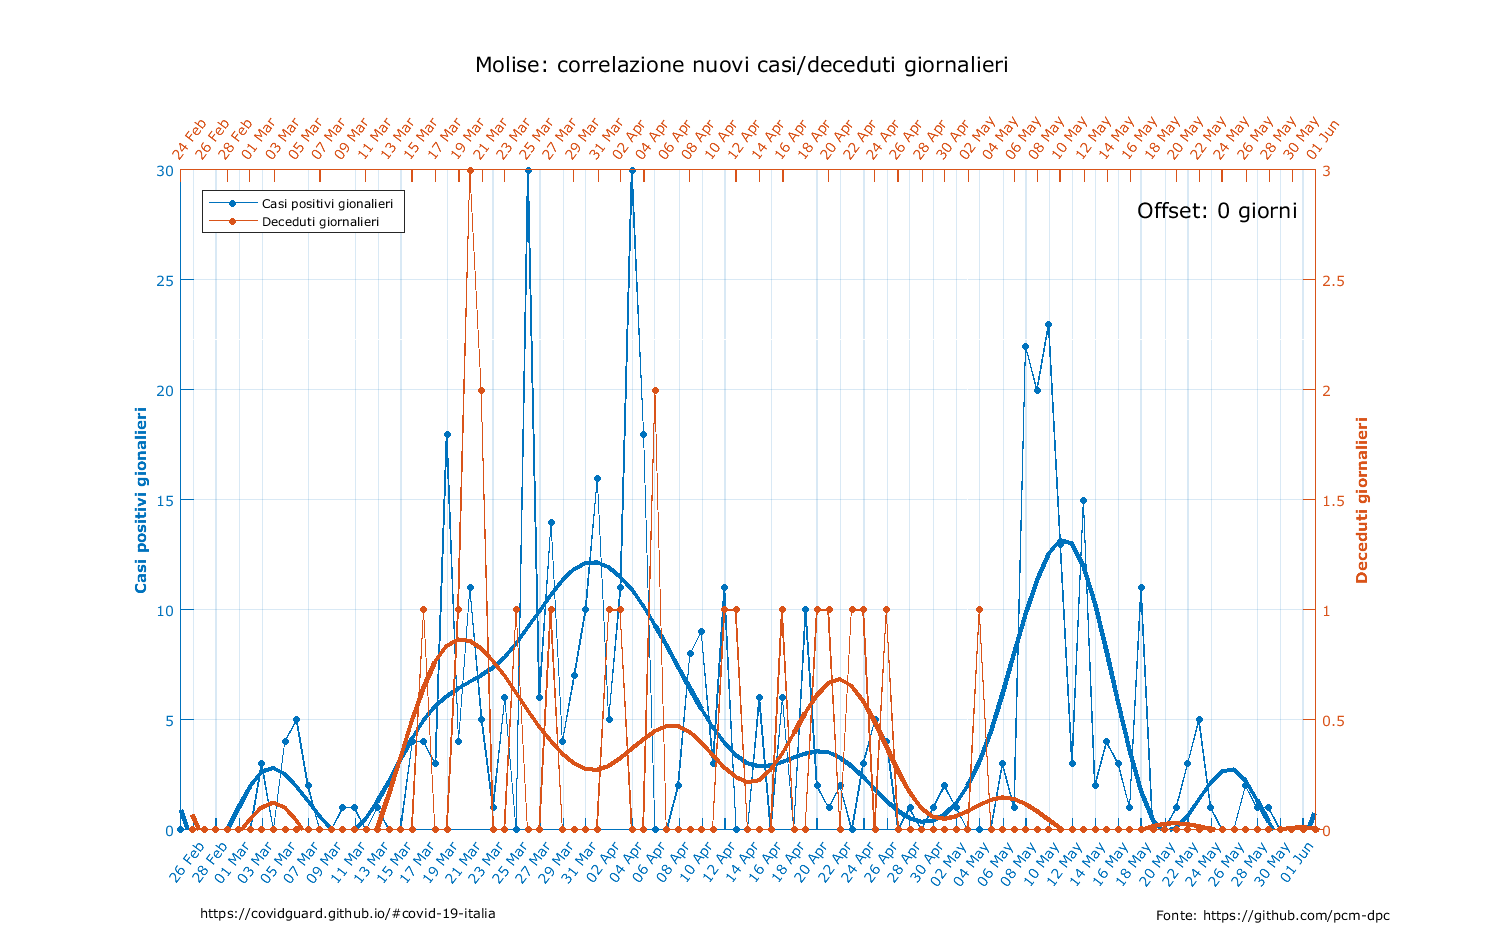 Molise: correlazione nuovi casi/deceduti giornalieri
24 Feb
26 Feb
28 Feb
01 Mar
03 Mar
05 Mar
07 Mar
09 Mar
11 Mar
13 Mar
15 Mar
17 Mar
19 Mar
21 Mar
23 Mar
25 Mar
27 Mar
29 Mar
31 Mar
02 Apr
04 Apr
06 Apr
08 Apr
10 Apr
12 Apr
14 Apr
16 Apr
18 Apr
20 Apr
22 Apr
24 Apr
26 Apr
28 Apr
30 Apr
02 May
04 May
06 May
08 May
10 May
12 May
14 May
16 May
18 May
20 May
22 May
24 May
26 May
28 May
30 May
01 Jun
Casi positivi gionalieri
Deceduti giornalieri
Offset: 0 giorni
30
25
20
15
10
5
0
Casi positivi gionalieri
3
2.5
2
1.5
1
0.5
0
Deceduti giornalieri
26 Feb
28 Feb
01 Mar
03 Mar
05 Mar
07 Mar
09 Mar
11 Mar
13 Mar
15 Mar
17 Mar
19 Mar
21 Mar
23 Mar
25 Mar
27 Mar
29 Mar
31 Mar
02 Apr
04 Apr
06 Apr
08 Apr
10 Apr
12 Apr
14 Apr
16 Apr
18 Apr
20 Apr
22 Apr
24 Apr
26 Apr
28 Apr
30 Apr
02 May
04 May
06 May
08 May
10 May
12 May
14 May
16 May
18 May
20 May
22 May
24 May
26 May
28 May
30 May
01 Jun
https://covidguard.github.io/#covid-19-italia
Fonte: https://github.com/pcm-dpc